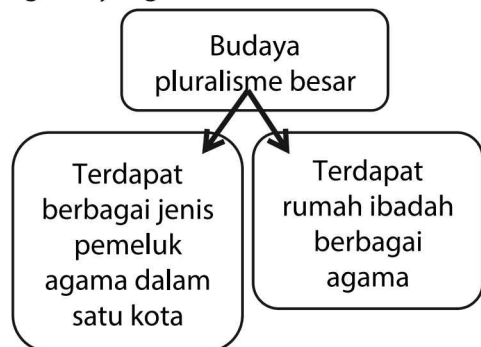 Budaya
pluralisme besar
Terdapat
berbagai jenis
pemeluk
agama dalam
satu kota
Terdapat
rumah ibadah
berbagai
agama